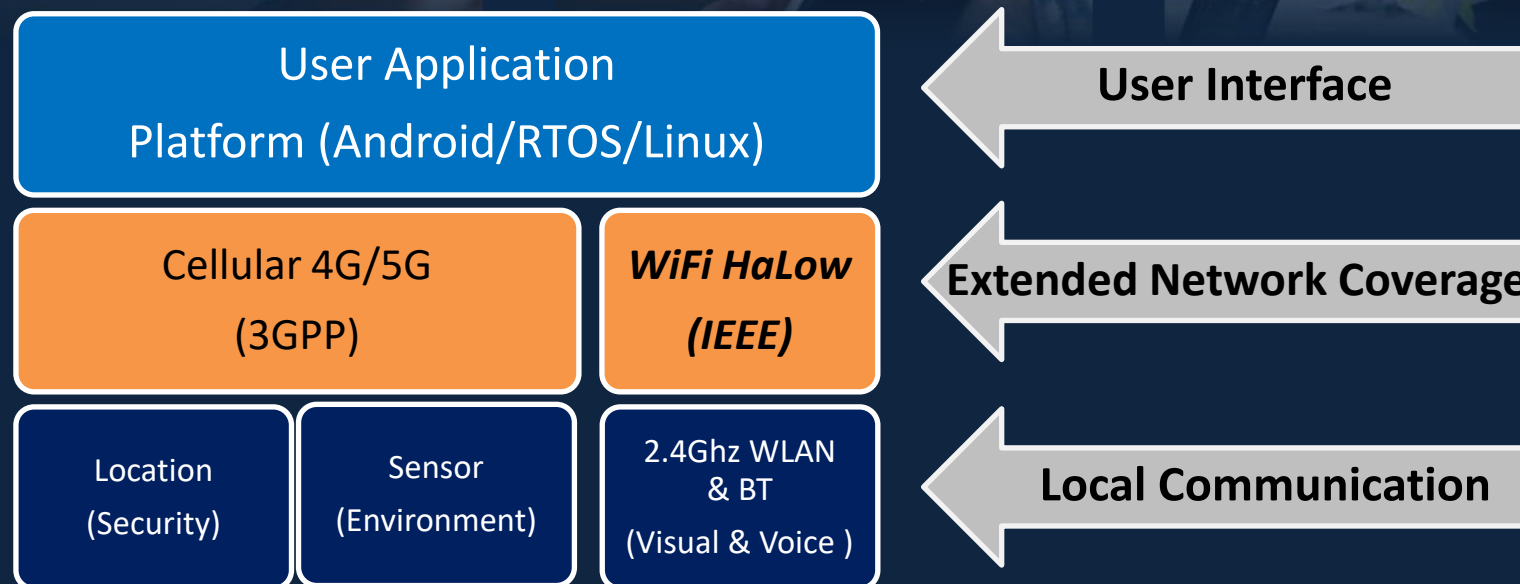 User Application
Platform (Android/RTOS/Linux)
User Interface
Cellular 4G/5G
(3GPP)
WiFi HaLow
(IEEE)
Extended Network Coverage
Location
(Security)
Sensor
(Environment)
2.4Ghz WLAN
& BT
(Visual & Voice )
Local Communication